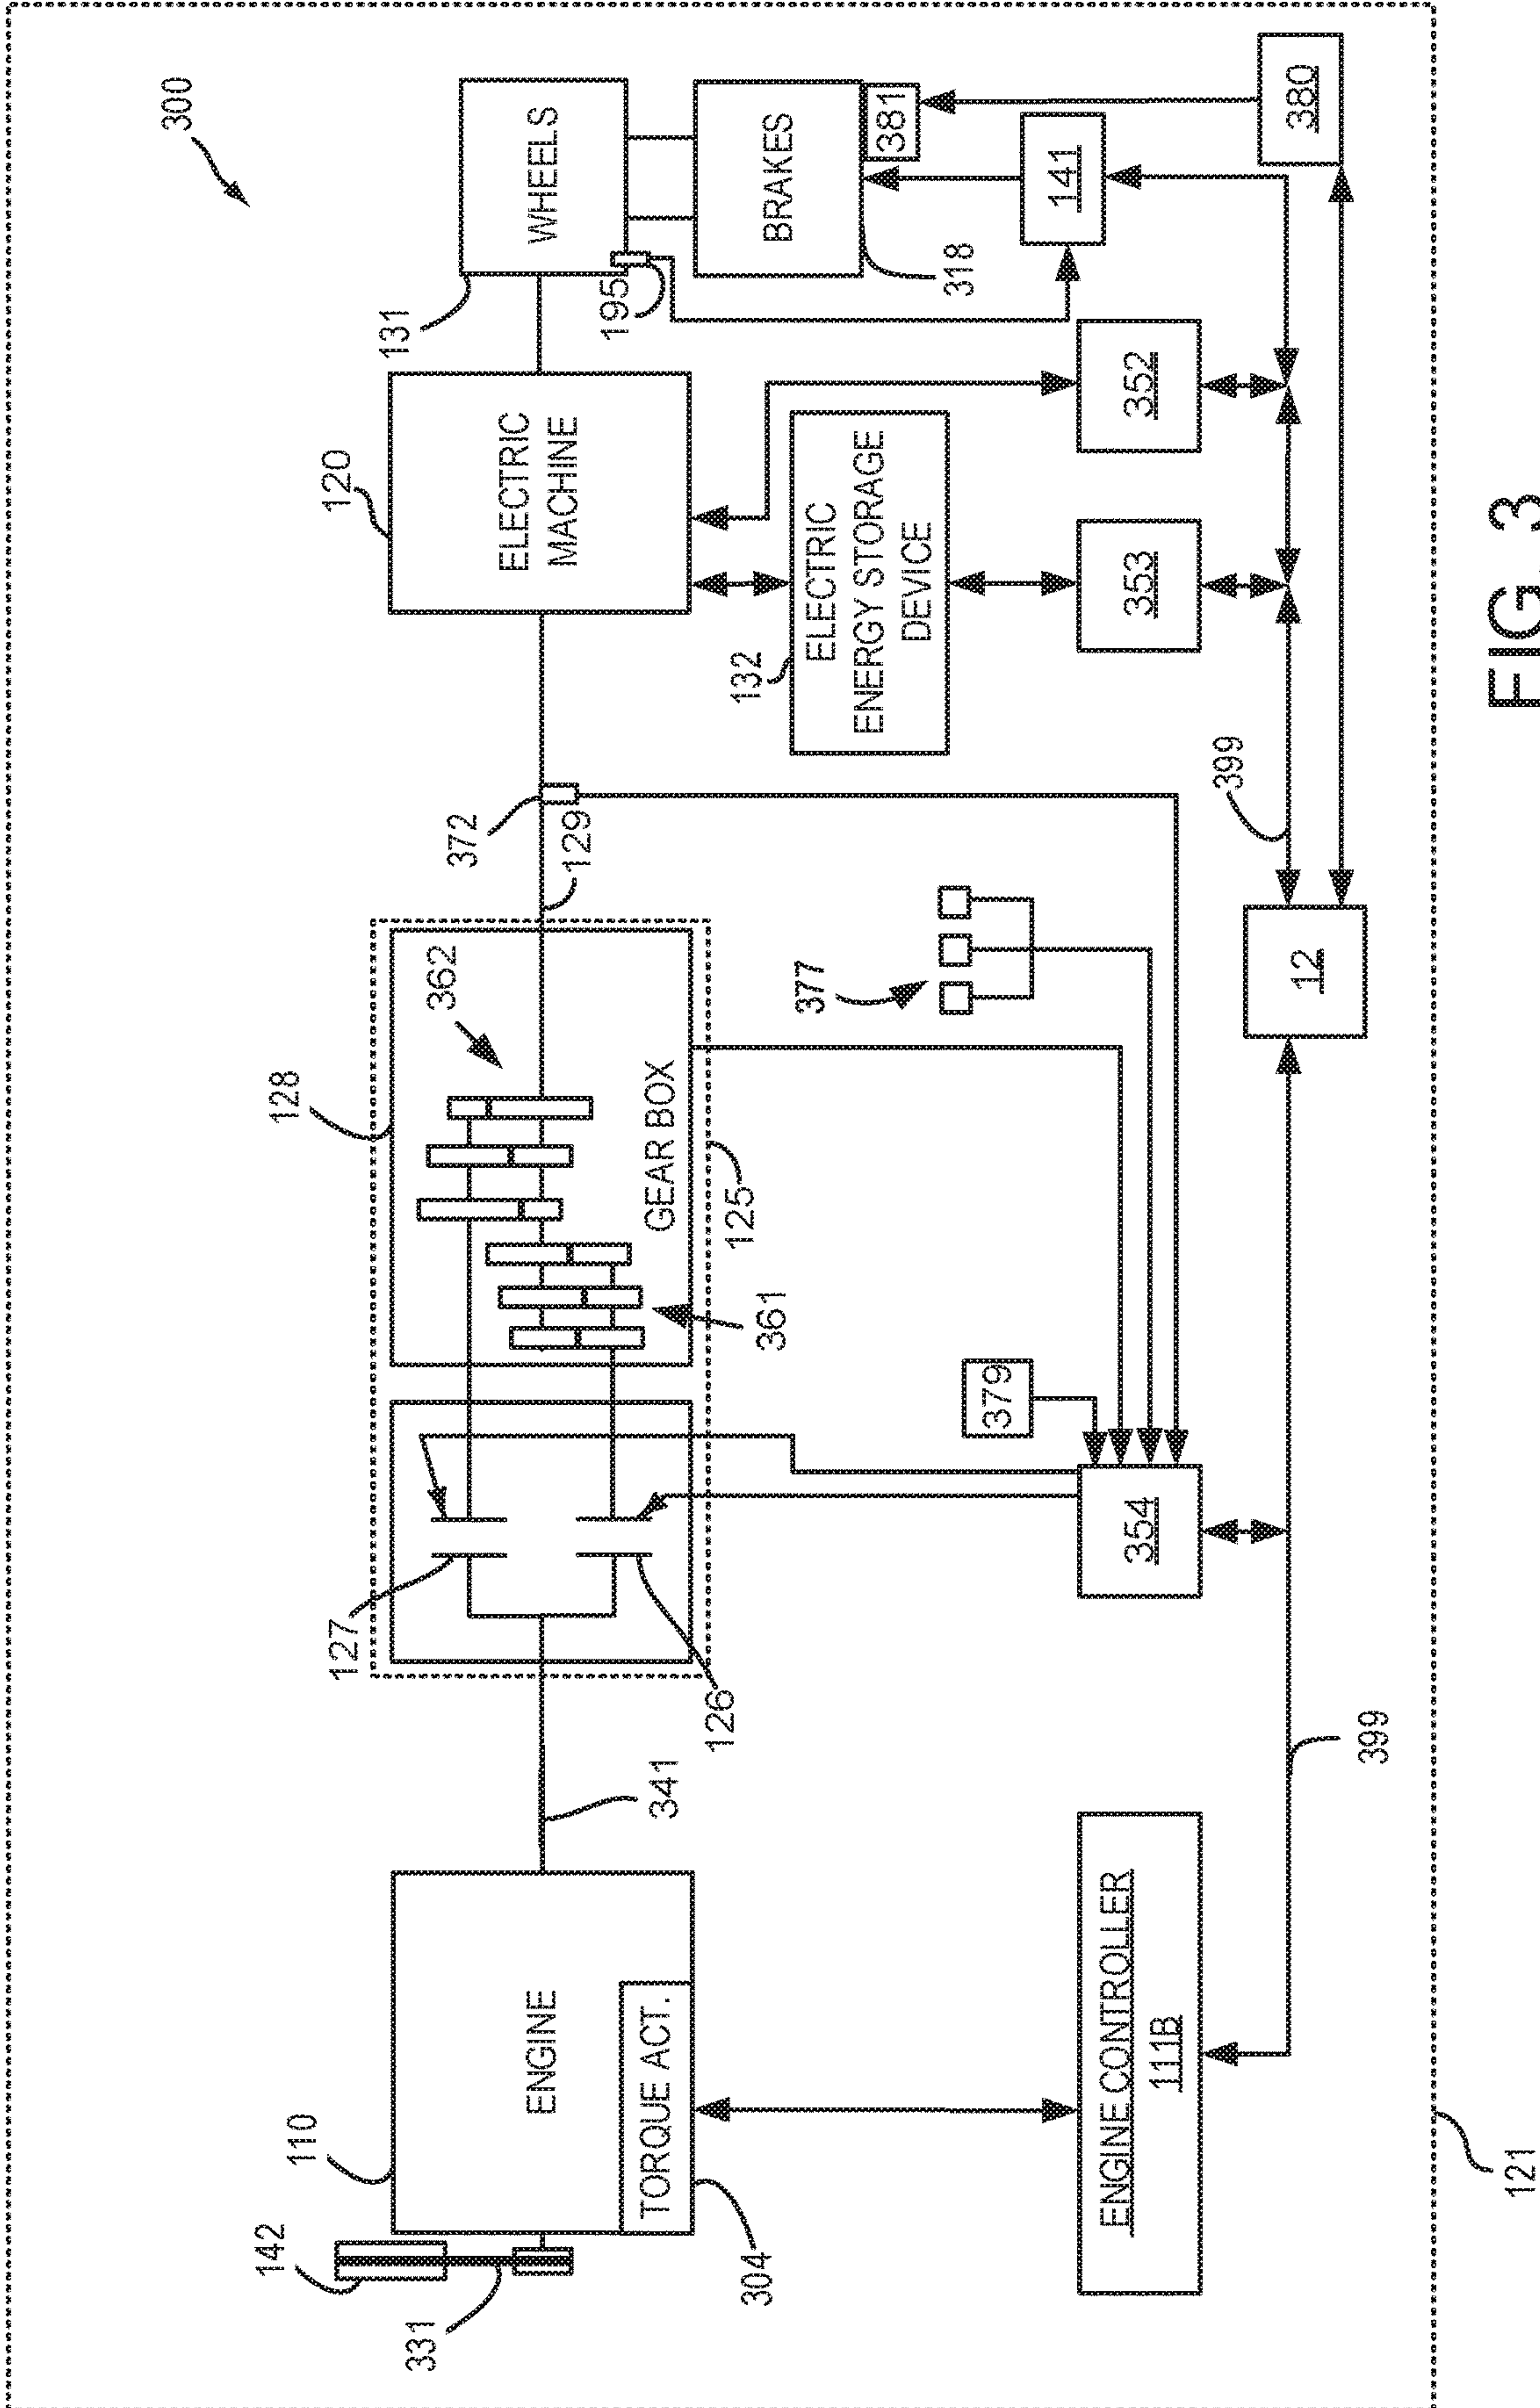 300
142
110
ENGINE
331
TORQUE ACT.
304
341
127
126
128
362
GEAR BOX
361
125
372
129
120
ELECTRIC
MACHINE
131
WHEELS
195
BRAKES
318
381
141
380
132
ELECTRIC
ENERGY STORAGE
DEVICE
377
379
354
353
352
ENGINE CONTROLLER
111B
12
399
399
121
FIG. 3